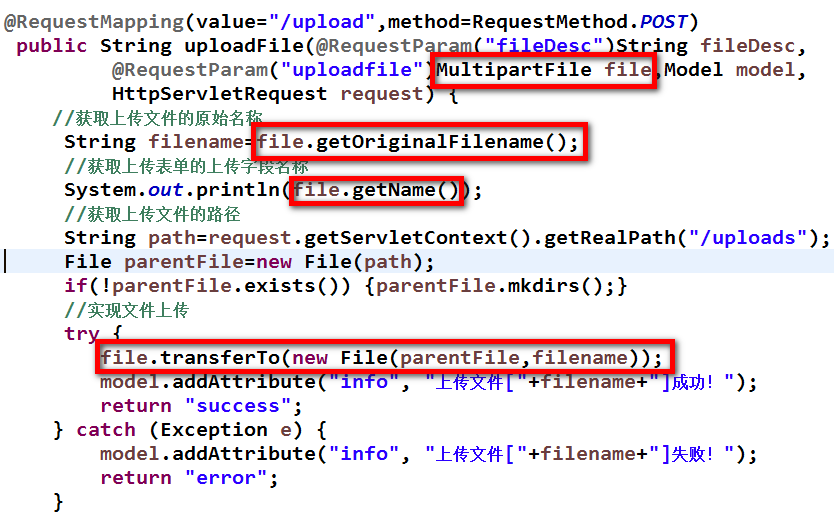 @RequestMapping(value="/upload",method=RequestMethod.POST)
public String uploadFile(@RequestParam("fileDesc")String fileDesc,
@RequestParam("uploadfile")MultipartFile file,Model model,
HttpServletRequest request) {
//获取上传文件的原始名称
String filename=file.getOriginalFilename();
//获取上传表单的上传字段名称
System.out.println(file.getName());
//获取上传文件的路径
String path=request.getServletContext().getRealPath("/uploads");
File parentFile=new File(path);
if(!parentFile.exists()) {parentFile.mkdirs();}
//实现文件上传
try {
file.transferTo(new File(parentFile,filename));
model.addAttribute("info", "上传文件["+filename+"]成功！");
return "success";
} catch (Exception e) {
model.addAttribute("info", "上传文件["+filename+"]失败！");
return "error";
}